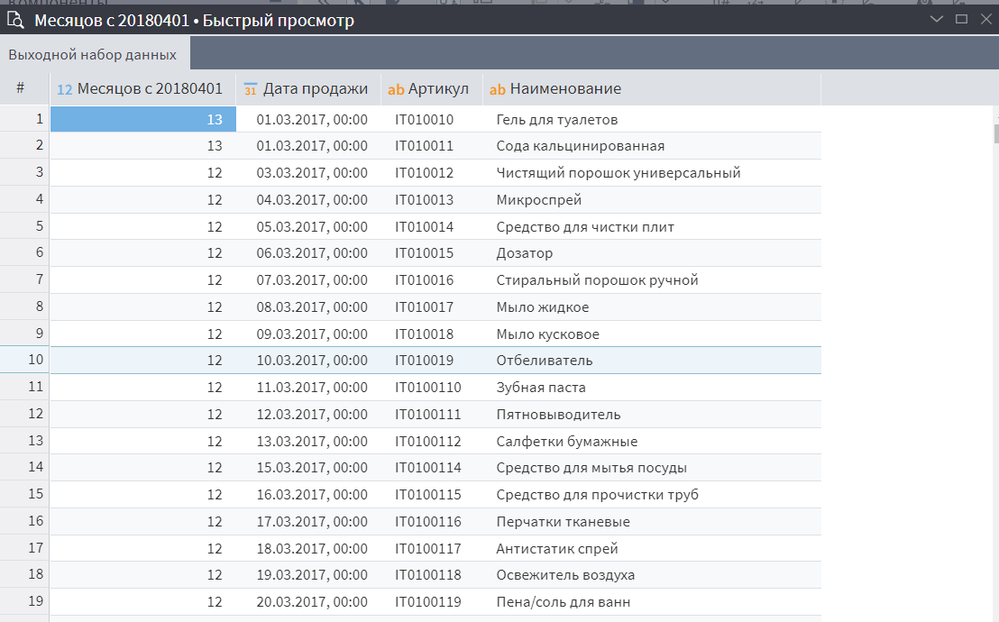 Месяцов с 20180401 • Быстрый просмотр
Выходной набор данных
# 12 Месяцов с 20180401 31 Дата продажи ab Артикул ab Наименование
1 13 01.03.2017, 00:00 IT010010 Гель для туалетов
2 13 01.03.2017, 00:00 IT010011 Сода кальцинированная
3 12 03.03.2017, 00:00 IT010012 Чистящий порошок универсальный
4 12 04.03.2017, 00:00 IT010013 Микроспрей
5 12 05.03.2017, 00:00 IT010014 Средство для чистки плит
6 12 06.03.2017, 00:00 IT010015 Дозатор
7 12 07.03.2017, 00:00 IT010016 Стиральный порошок ручной
8 12 08.03.2017, 00:00 IT010017 Мыло жидкое
9 12 09.03.2017, 00:00 IT010018 Мыло кусковое
10 12 10.03.2017, 00:00 IT010019 Отбеливатель
11 12 11.03.2017, 00:00 IT0100110 Зубная паста
12 12 12.03.2017, 00:00 IT0100111 Пятновыводитель
13 12 13.03.2017, 00:00 IT0100112 Салфетки бумажные
14 12 15.03.2017, 00:00 IT0100114 Средство для мытья посуды
15 12 16.03.2017, 00:00 IT0100115 Средство для прочистки труб
16 12 17.03.2017, 00:00 IT0100116 Перчатки тканевые
17 12 18.03.2017, 00:00 IT0100117 Антистатик спрей
18 12 19.03.2017, 00:00 IT0100118 Освежитель воздуха
19 12 20.03.2017, 00:00 IT0100119 Пена/соль для ванн